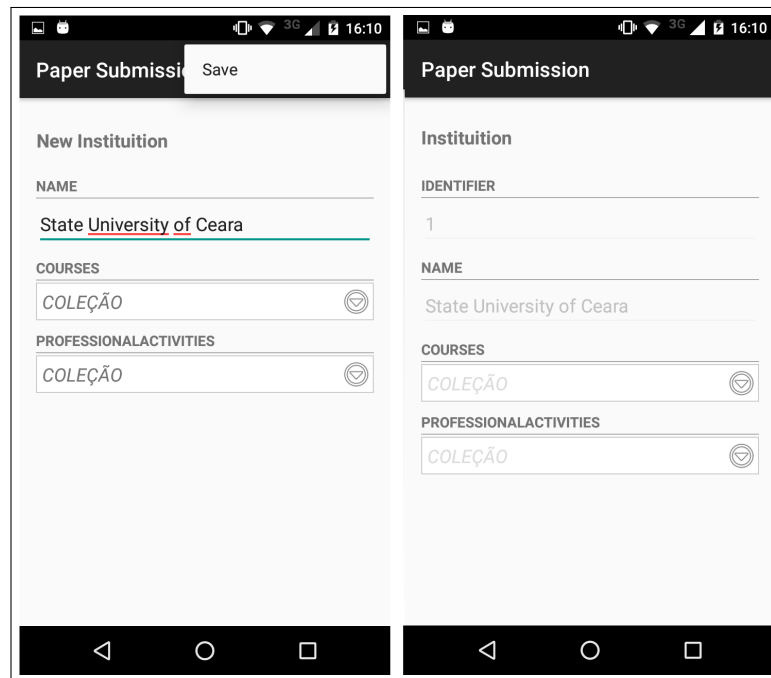 3G 16:10
Paper Submissi
Save
New Instituition
NAME
State University of Ceara
COURSES
COLEÇÃO
PROFESSIONALACTIVITIES
COLEÇÃO
3G 16:10
Paper Submission
Instituition
IDENTIFIER
1
NAME
State University of Ceara
COURSES
COLEÇÃO
PROFESSIONALACTIVITIES
COLEÇÃO